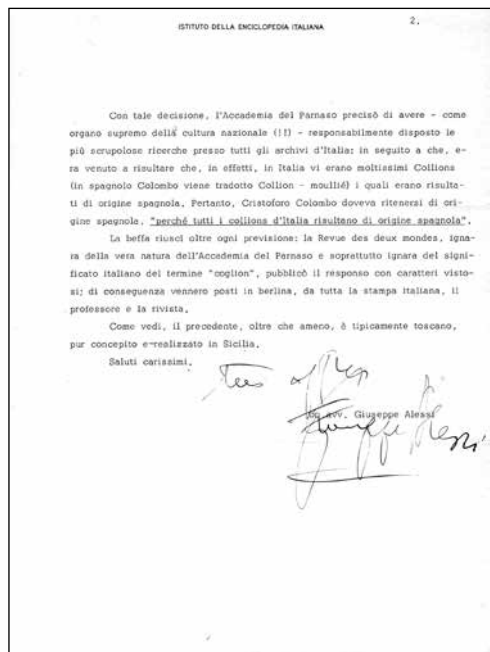 2.
ISTITUTO DELLA ENCICLOPEDIA ITALIANA
Con tale decisione, l'Accademia del Parnaso precisò di avere - come
organo supremo della cultura nazionale (!!) - responsabilmente disposto le
più scrupolose ricerche presso tutti gli archivi d'Italia: in seguito a che, e-
ra venuto a risultare che, in effetti, in Italia vi erano moltissimi Collions
(in spagnolo Colombo viene tradotto Collion - moullié) i quali erano risulta-
ti di origine spagnola. Pertanto, Cristoforo Colombo doveva ritenersi di ori-
gine spagnola, "perché tutti i collions d'Italia risultano di origine spagnola".
La beffa riuscì oltre ogni previsione: la Revue des deux mondes, igna-
ra della vera natura dell'Accademia del Parnaso e soprattutto ignara del signi-
ficato italiano del termine "coglion", pubblicò il responso con caratteri visto-
si; di conseguenza vennero posti in berlina, da tutta la stampa italiana, il
professore e la rivista.
Come vedi, il precedente, oltre che ameno, è tipicamente toscano,
pur concepito e realizzato in Sicilia.
Saluti carissimi.
avv. Giuseppe Alessi
Giuseppe Alessi